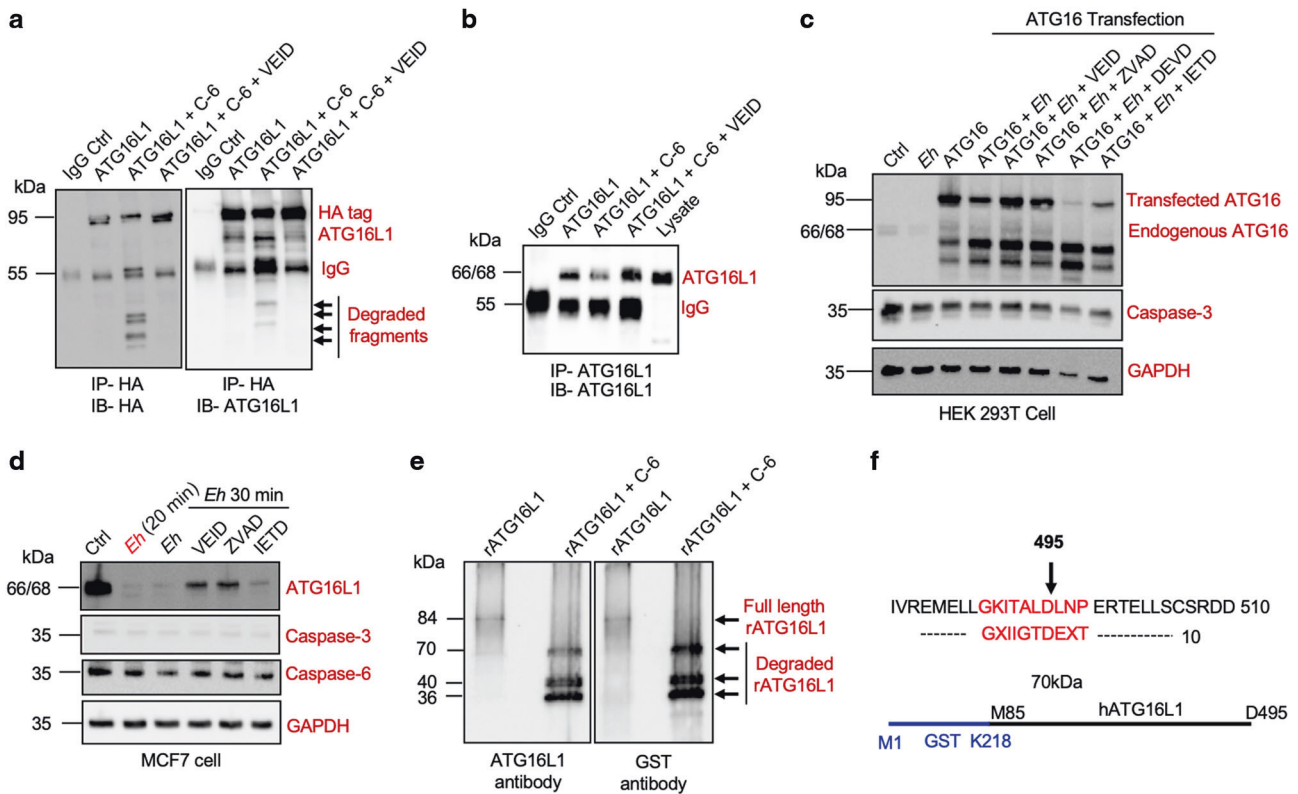 a
IgG Ctrl
ATG16L1
ATG16L1 + C-6
ATG16L1 + C-6 + VEID
IgG Ctrl
ATG16L1
ATG16L1 + C-6
ATG16L1 + C-6 + VEID
kDa
95
55
HA tag
ATG16L1
IgG
Degraded
fragments
IP- HA
IB- HA
IP- HA
IB- ATG16L1
b
IgG Ctrl
ATG16L1
ATG16L1 + C-6
ATG16L1 + C-6 + VEID
Lysate
kDa
66/68
55
ATG16L1
IgG
IP- ATG16L1
IB- ATG16L1
c
ATG16 Transfection
Ctrl
Eh
ATG16
ATG16 + Eh
ATG16 + Eh + VEID
ATG16 + Eh + ZVAD
ATG16 + Eh + DEVD
ATG16 + Eh + IETD
kDa
95
66/68
35
35
Transfected ATG16
Endogenous ATG16
Caspase-3
GAPDH
HEK 293T Cell
d
Eh 30 min
Ctrl
Eh (20 min)
Eh
VEID
ZVAD
IETD
kDa
66/68
35
35
35
ATG16L1
Caspase-3
Caspase-6
GAPDH
MCF7 cell
e
rATG16L1
rATG16L1 + C-6
rATG16L1
rATG16L1 + C-6
kDa
84
70
40
36
Full length
rATG16L1
Degraded
rATG16L1
ATG16L1
antibody
GST
antibody
f
495
IVREMELLGKITALDLNP ERTELLSCSRDD 510
------ GXIIGTDEXT ----------- 10
70kDa
M85 hATG16L1 D495
M1 GST K218